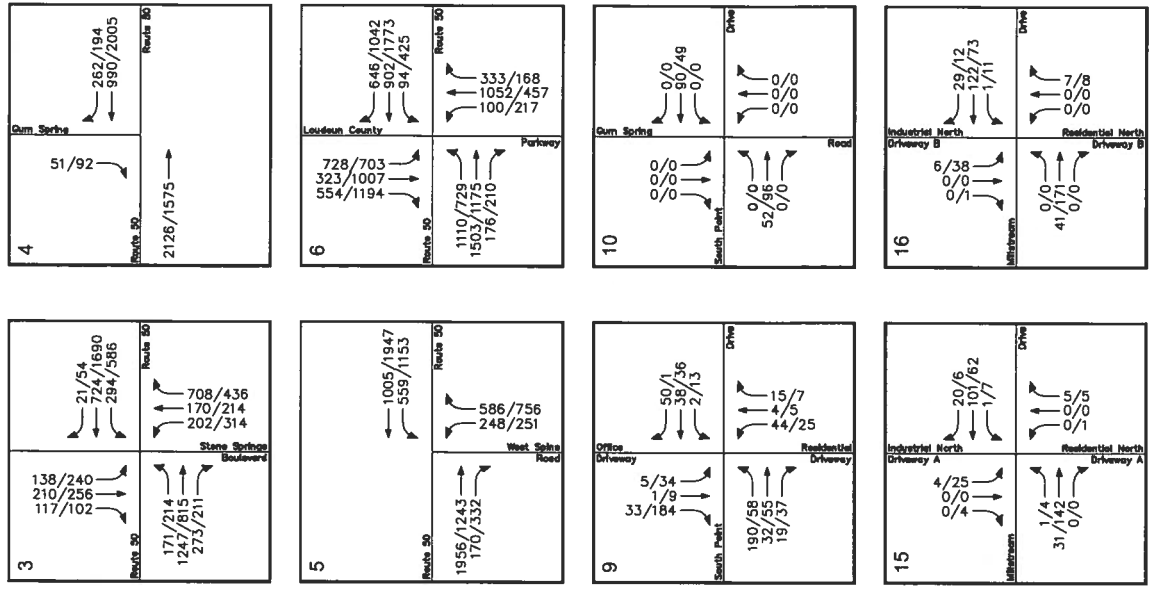 4
262/194
990/2005
Route 50
Gum Spring
51/92
Route 50
2126/1575
6
646/1042
902/1773
94/425
Route 50
333/168
1052/457
100/217
Loudoun County
Parkway
728/703
323/1007
554/1194
Route 50
1110/729
1503/1175
176/210
10
0/0
90/49
0/0
Drive
0/0
0/0
0/0
Gum Spring
Road
0/0
0/0
0/0
South Point
0/0
52/96
0/0
16
29/12
122/73
1/11
Drive
7/8
0/0
0/0
Industrial North
Driveway B
Residential North
Driveway B
6/38
0/0
0/1
Millstream
0/0
41/171
0/0
3
21/54
724/1690
294/586
Route 50
708/436
170/214
202/314
Stone Springs
Boulevard
138/240
210/256
117/102
Route 50
171/214
1247/815
273/211
5
1005/1947
559/1153
Route 50
586/756
248/251
West Spine
Road
Route 50
1956/1243
170/332
9
50/1
38/36
2/13
Drive
15/7
4/5
44/25
Office
Driveway
Residential
Driveway
5/34
1/9
33/184
South Point
190/58
32/55
19/37
15
20/6
101/62
1/7
Drive
5/5
0/0
0/1
Industrial North
Driveway A
Residential North
Driveway A
4/25
0/0
0/4
Millstream
1/4
31/142
0/0